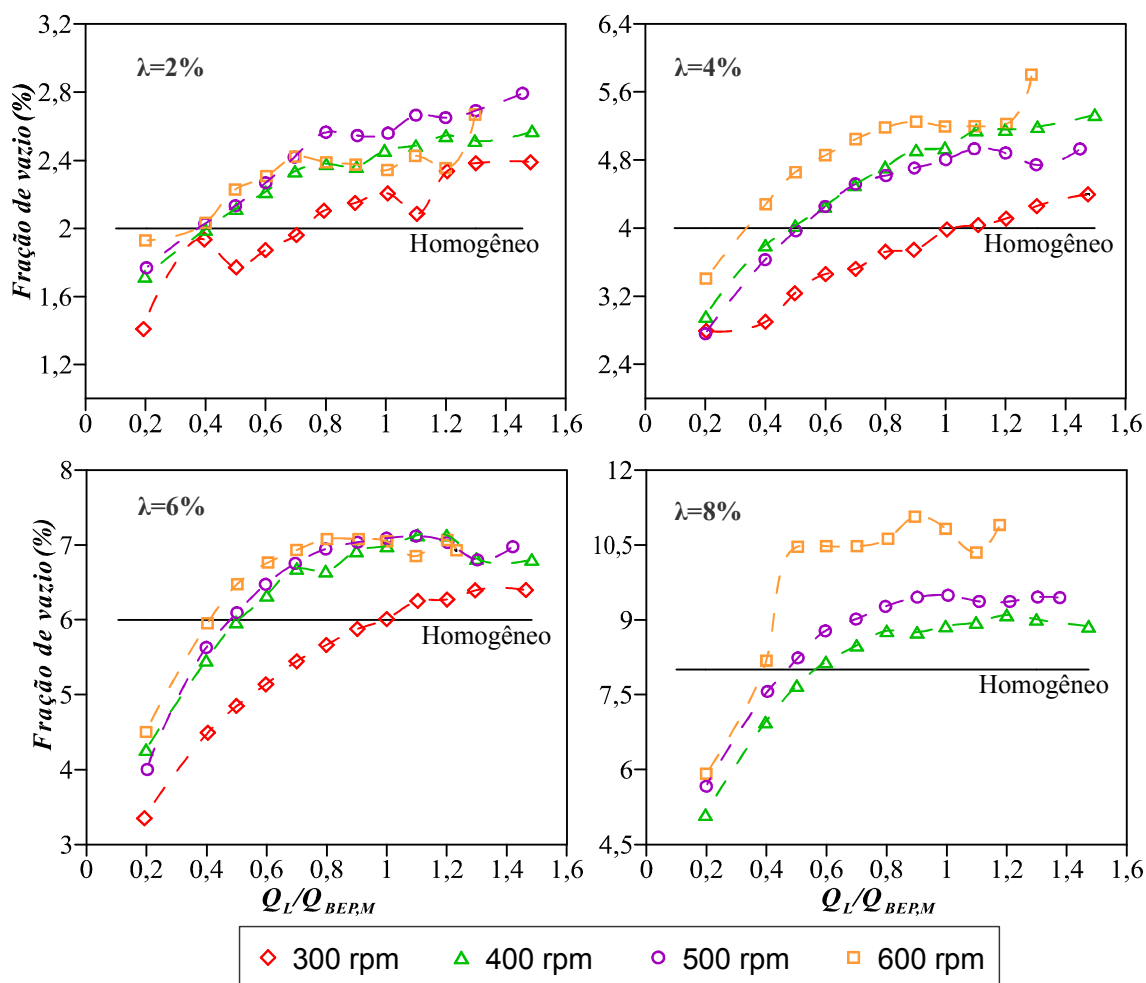 3,2
2,8
2,4
2
1,6
1,2
Fração de vazio (%)
λ=2%
Homogêneo
0 0,2 0,4 0,6 0,8 1 1,2 1,4 1,6
6,4
5,6
4,8
4
3,2
2,4
λ=4%
Homogêneo
0 0,2 0,4 0,6 0,8 1 1,2 1,4 1,6
8
7
6
5
4
3
Fração de vazio (%)
λ=6%
Homogêneo
0 0,2 0,4 0,6 0,8 1 1,2 1,4 1,6
Q_L/Q_BEP,M
12
10,5
9
7,5
6
4,5
λ=8%
Homogêneo
0 0,2 0,4 0,6 0,8 1 1,2 1,4 1,6
Q_L/Q_BEP,M
300 rpm 400 rpm 500 rpm 600 rpm